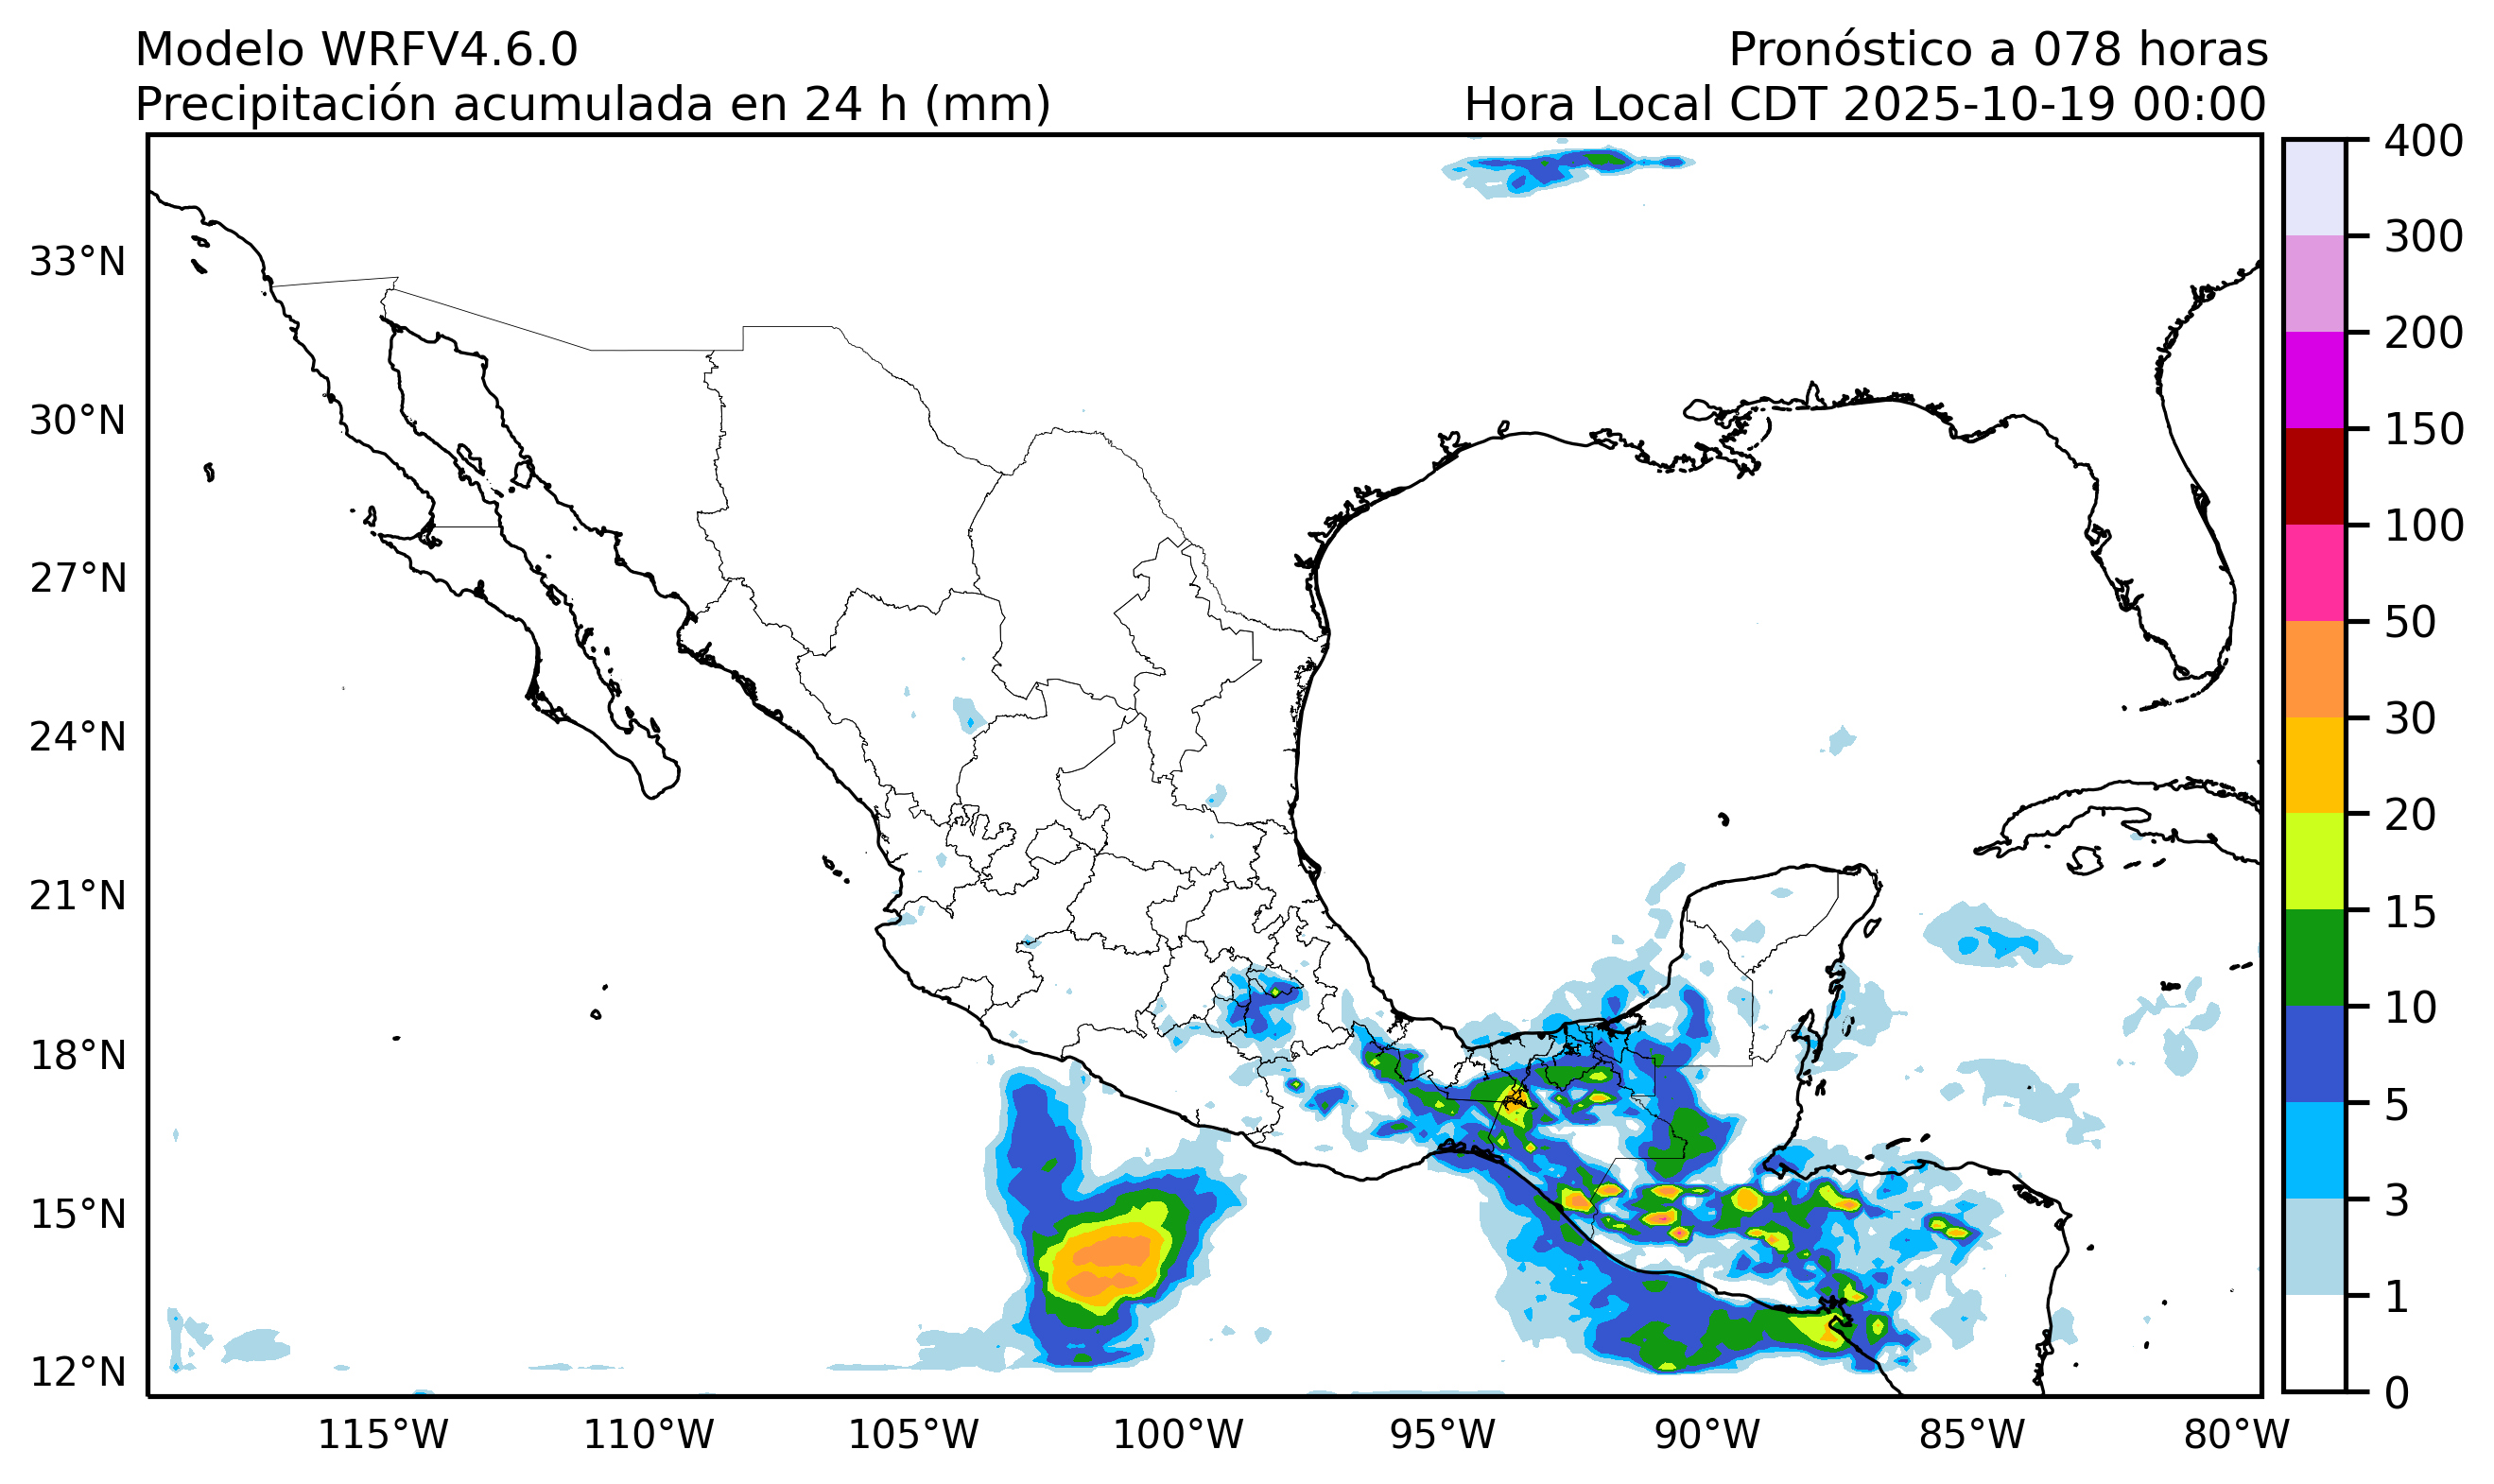 Modelo WRFV4.6.0
Pronóstico a 078 horas
Precipitación acumulada en 24 h (mm)
Hora Local CDT 2025-10-19 00:00
33°N
30°N
27°N
24°N
21°N
18°N
15°N
12°N
115°W
110°W
105°W
100°W
95°W
90°W
85°W
80°W
400
300
200
150
100
50
30
20
15
10
5
3
1
0